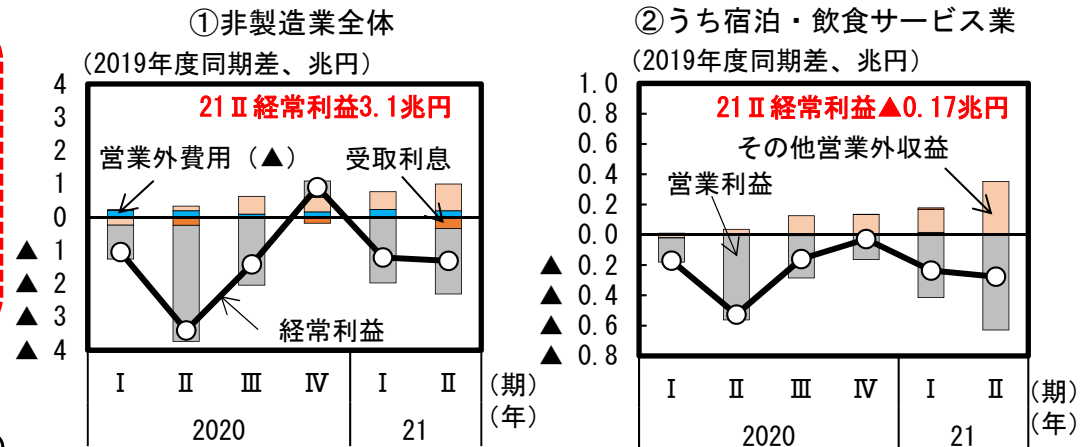 ①非製造業全体
(2019年度同期差、兆円)
4
3
2
1
0
▲ 1
▲ 2
▲ 3
▲ 4
21Ⅱ経常利益3.1兆円
営業外費用（▲）
受取利息
経常利益
Ⅰ Ⅱ Ⅲ Ⅳ Ⅰ Ⅱ (期)
2020 21 (年)
②うち宿泊・飲食サービス業
(2019年度同期差、兆円)
1.0
0.8
0.6
0.4
0.2
0.0
▲ 0.2
▲ 0.4
▲ 0.6
▲ 0.8
21Ⅱ経常利益▲0.17兆円
その他営業外収益
営業利益
Ⅰ Ⅱ Ⅲ Ⅳ Ⅰ Ⅱ (期)
2020 21 (年)